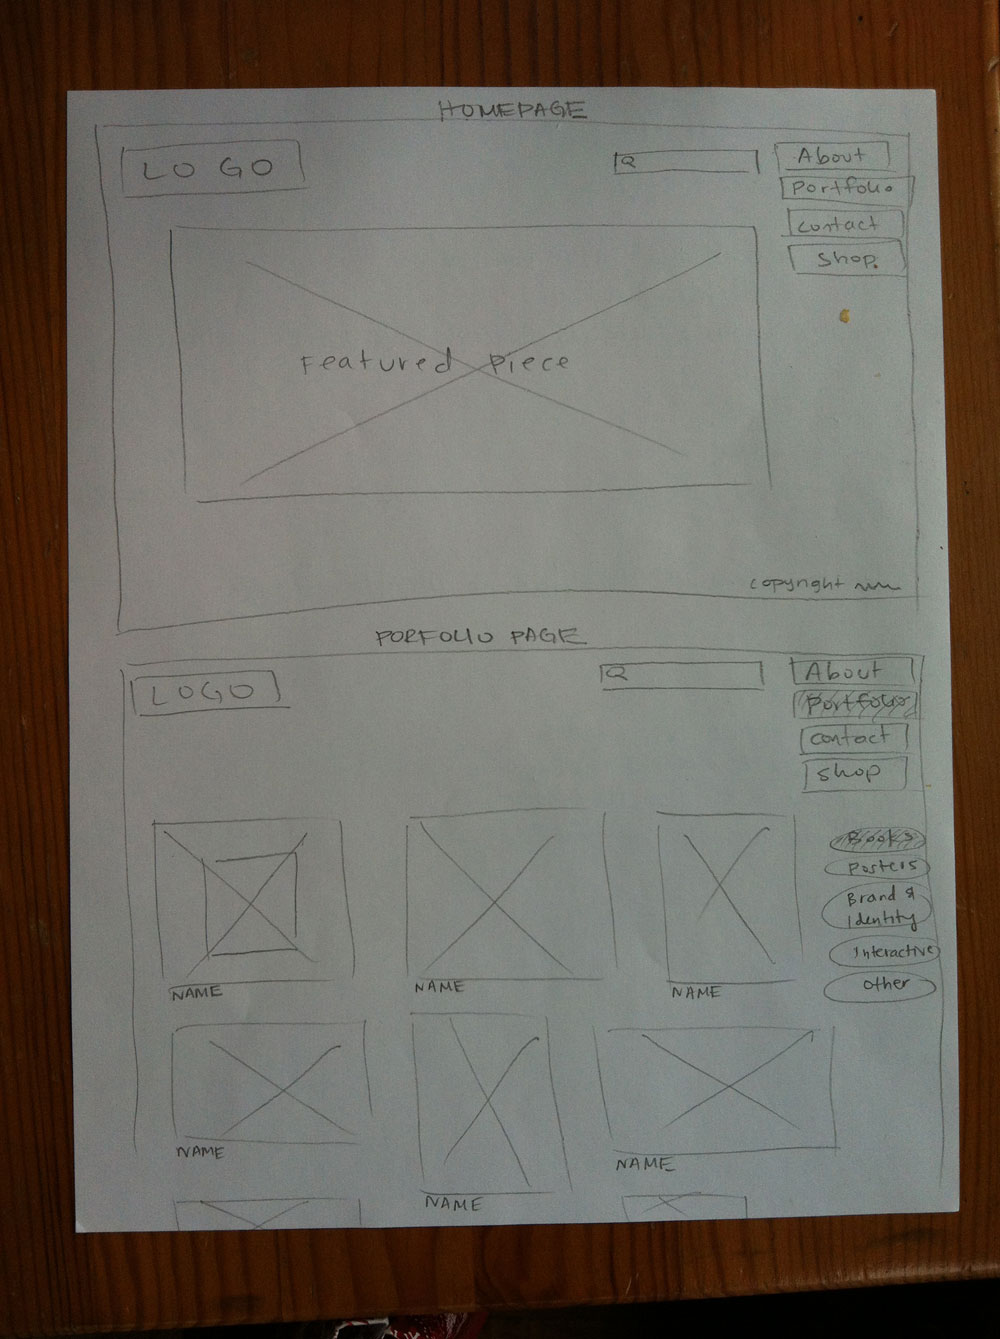 HOMEPAGE
LOGO
About
Portfolio
contact
shop.
Featured Piece
copyright
PORFOLIO PAGE
LOGO
About
Portfolio
contact
shop
Books
Posters
Brand &
Identity
Interactive
other
NAME
NAME
NAME
NAME
NAME
NAME